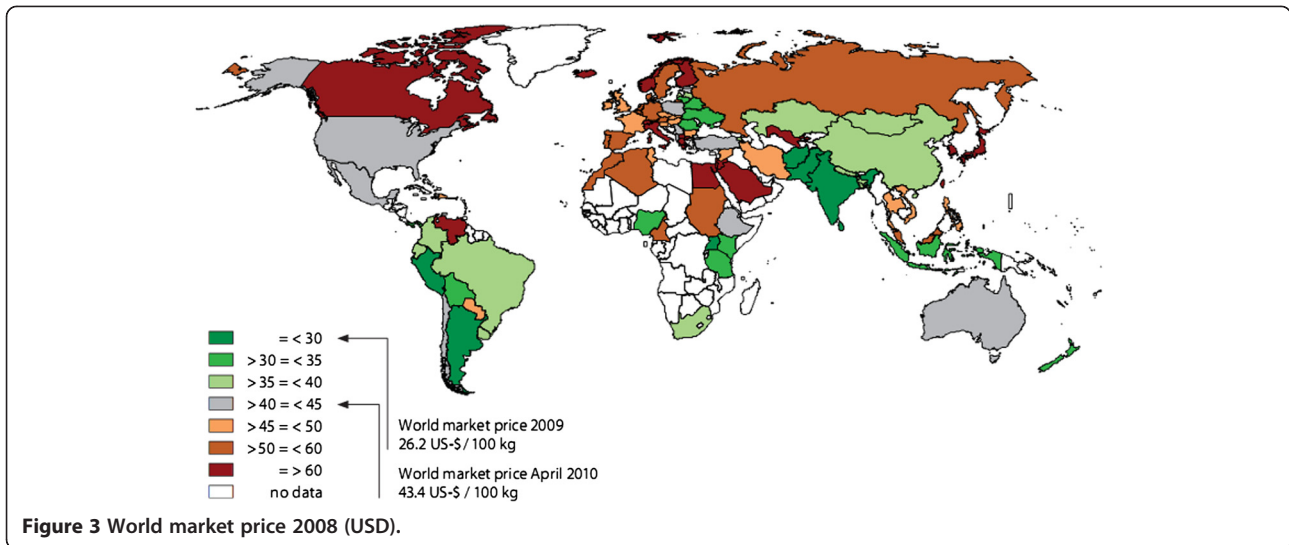 = < 30
> 30 = < 35
> 35 = < 40
> 40 = < 45
> 45 = < 50
> 50 = < 60
= > 60
no data
World market price 2009
26.2 US-$ / 100 kg
World market price April 2010
43.4 US-$ / 100 kg
Figure 3 World market price 2008 (USD).